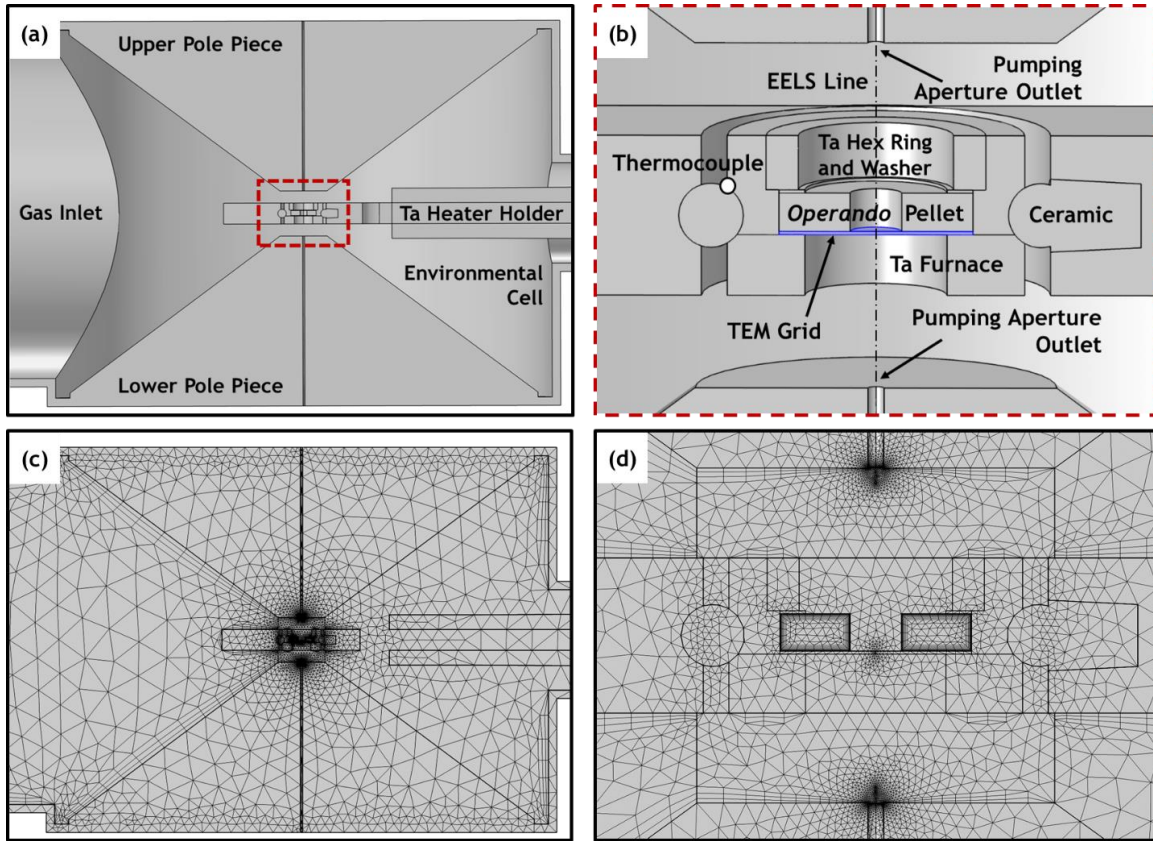 (a)
Upper Pole Piece
Gas Inlet
Ta Heater Holder
Environmental
Cell
Lower Pole Piece
(b)
EELS Line
Pumping
Aperture Outlet
Thermocouple
Ta Hex Ring
and Washer
Operando Pellet
Ceramic
Ta Furnace
TEM Grid
Pumping Aperture
Outlet
(c)
(d)